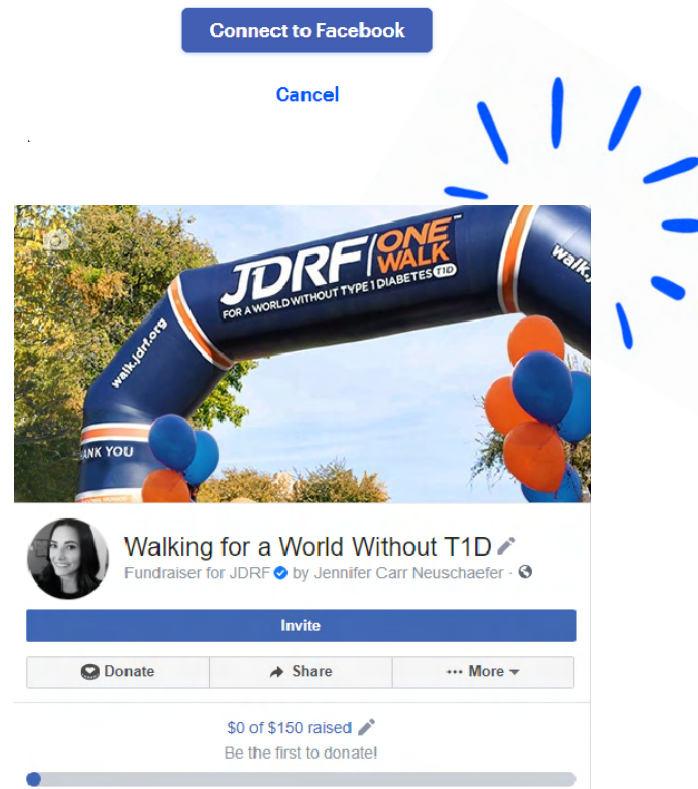 Connect to Facebook
Cancel
JDRF ONE WALK™
FOR A WORLD WITHOUT TYPE 1 DIABETES T1D
walk.jdrf.org
walk.
THANK YOU
Walking for a World Without T1D
Fundraiser for JDRF by Jennifer Carr Neuschaefer ·
Invite
Donate
Share
··· More
$0 of $150 raised
Be the first to donate!